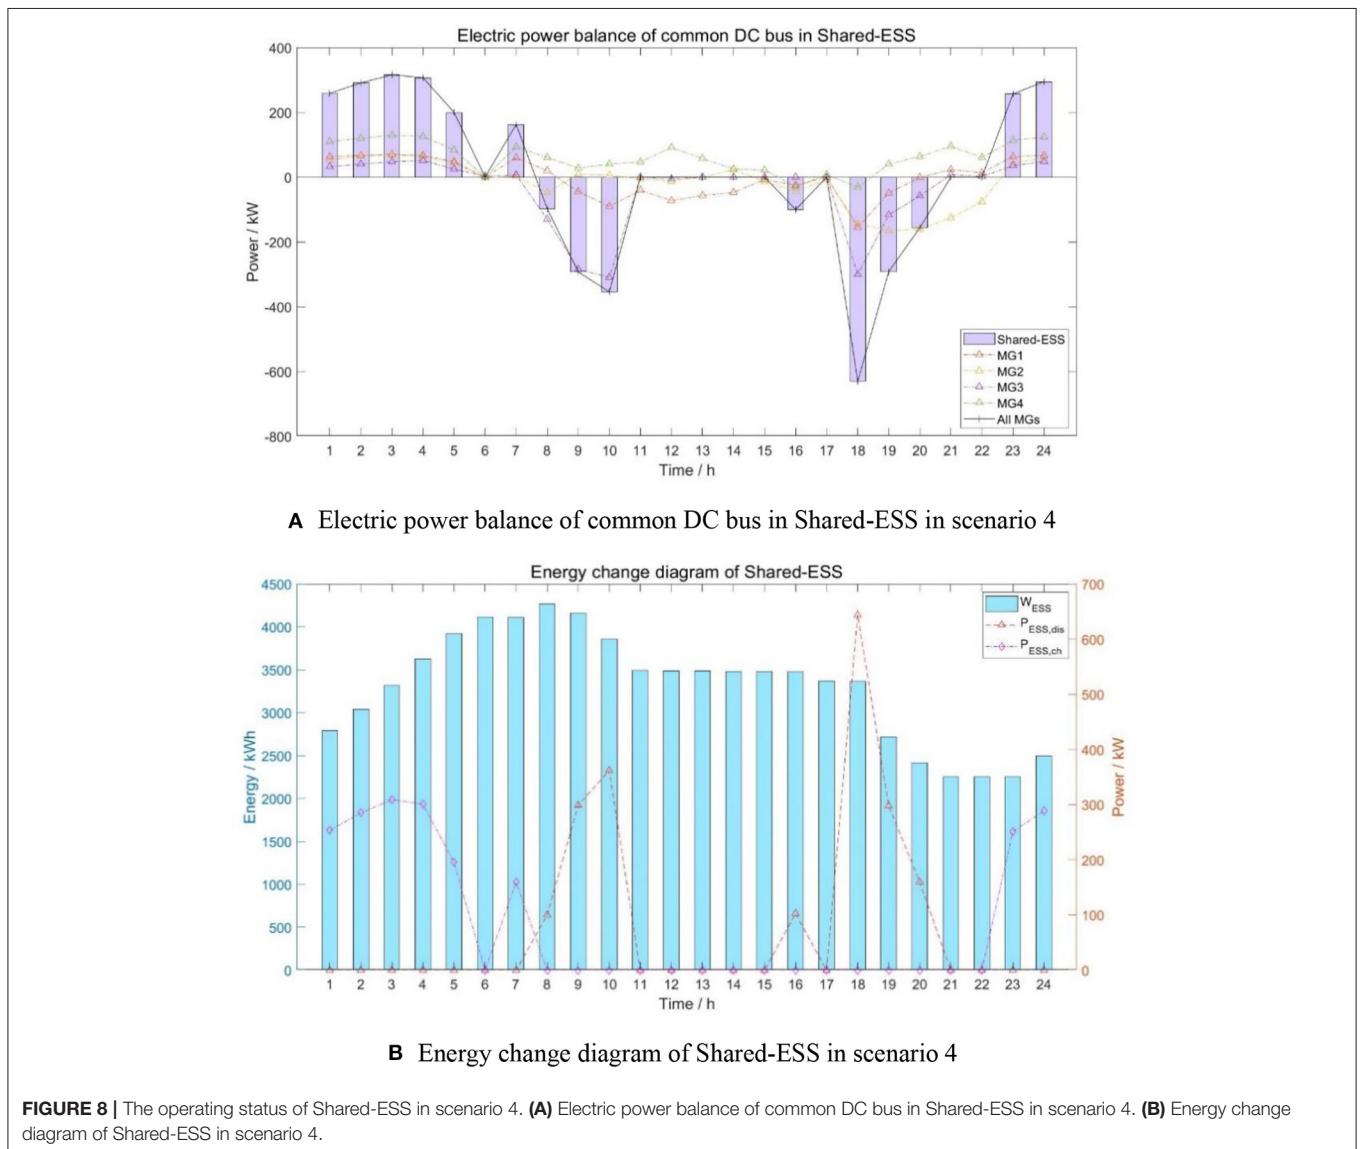 Electric power balance of common DC bus in Shared-ESS
400
200
0
-200
-400
-600
-800
Power / kW
Shared-ESS
MG1
MG2
MG3
MG4
All MGs
1 2 3 4 5 6 7 8 9 10 11 12 13 14 15 16 17 18 19 20 21 22 23 24
Time / h
A Electric power balance of common DC bus in Shared-ESS in scenario 4
Energy change diagram of Shared-ESS
4500
4000
3500
3000
2500
2000
1500
1000
500
0
Energy / kWh
700
600
500
400
300
200
100
0
Power / kW
W_ESS
P_ESS,dis
P_ESS,ch
1 2 3 4 5 6 7 8 9 10 11 12 13 14 15 16 17 18 19 20 21 22 23 24
Time / h
B Energy change diagram of Shared-ESS in scenario 4
FIGURE 8 | The operating status of Shared-ESS in scenario 4. (A) Electric power balance of common DC bus in Shared-ESS in scenario 4. (B) Energy change
diagram of Shared-ESS in scenario 4.